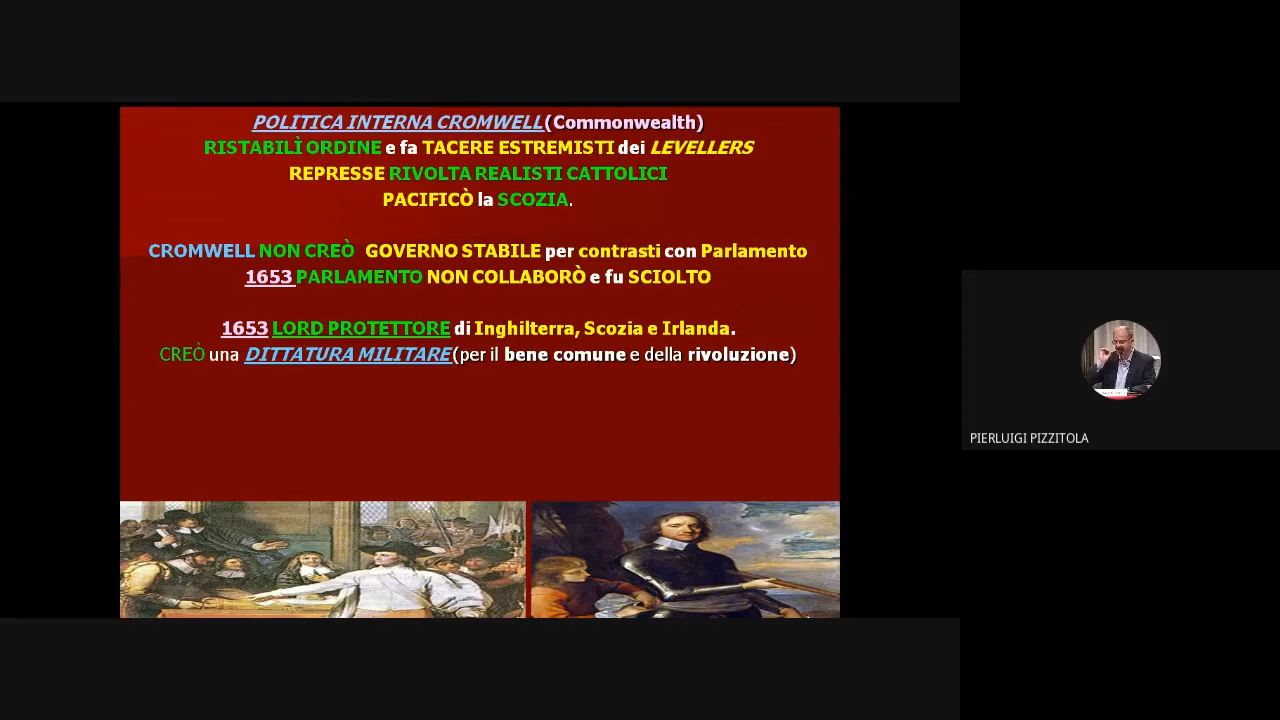 POLITICA INTERNA CROMWELL(Commonwealth)
RISTABILÌ ORDINE e fa TACERE ESTREMISTI dei LEVELLERS
REPRESSE RIVOLTA REALISTI CATTOLICI
PACIFICÒ la SCOZIA.
CROMWELL NON CREÒ GOVERNO STABILE per contrasti con Parlamento
1653 PARLAMENTO NON COLLABORÒ e fu SCIOLTO
1653 LORD PROTETTORE di Inghilterra, Scozia e Irlanda.
CREÒ una DITTATURA MILITARE(per il bene comune e della rivoluzione)
PIERLUIGI PIZZITOLA